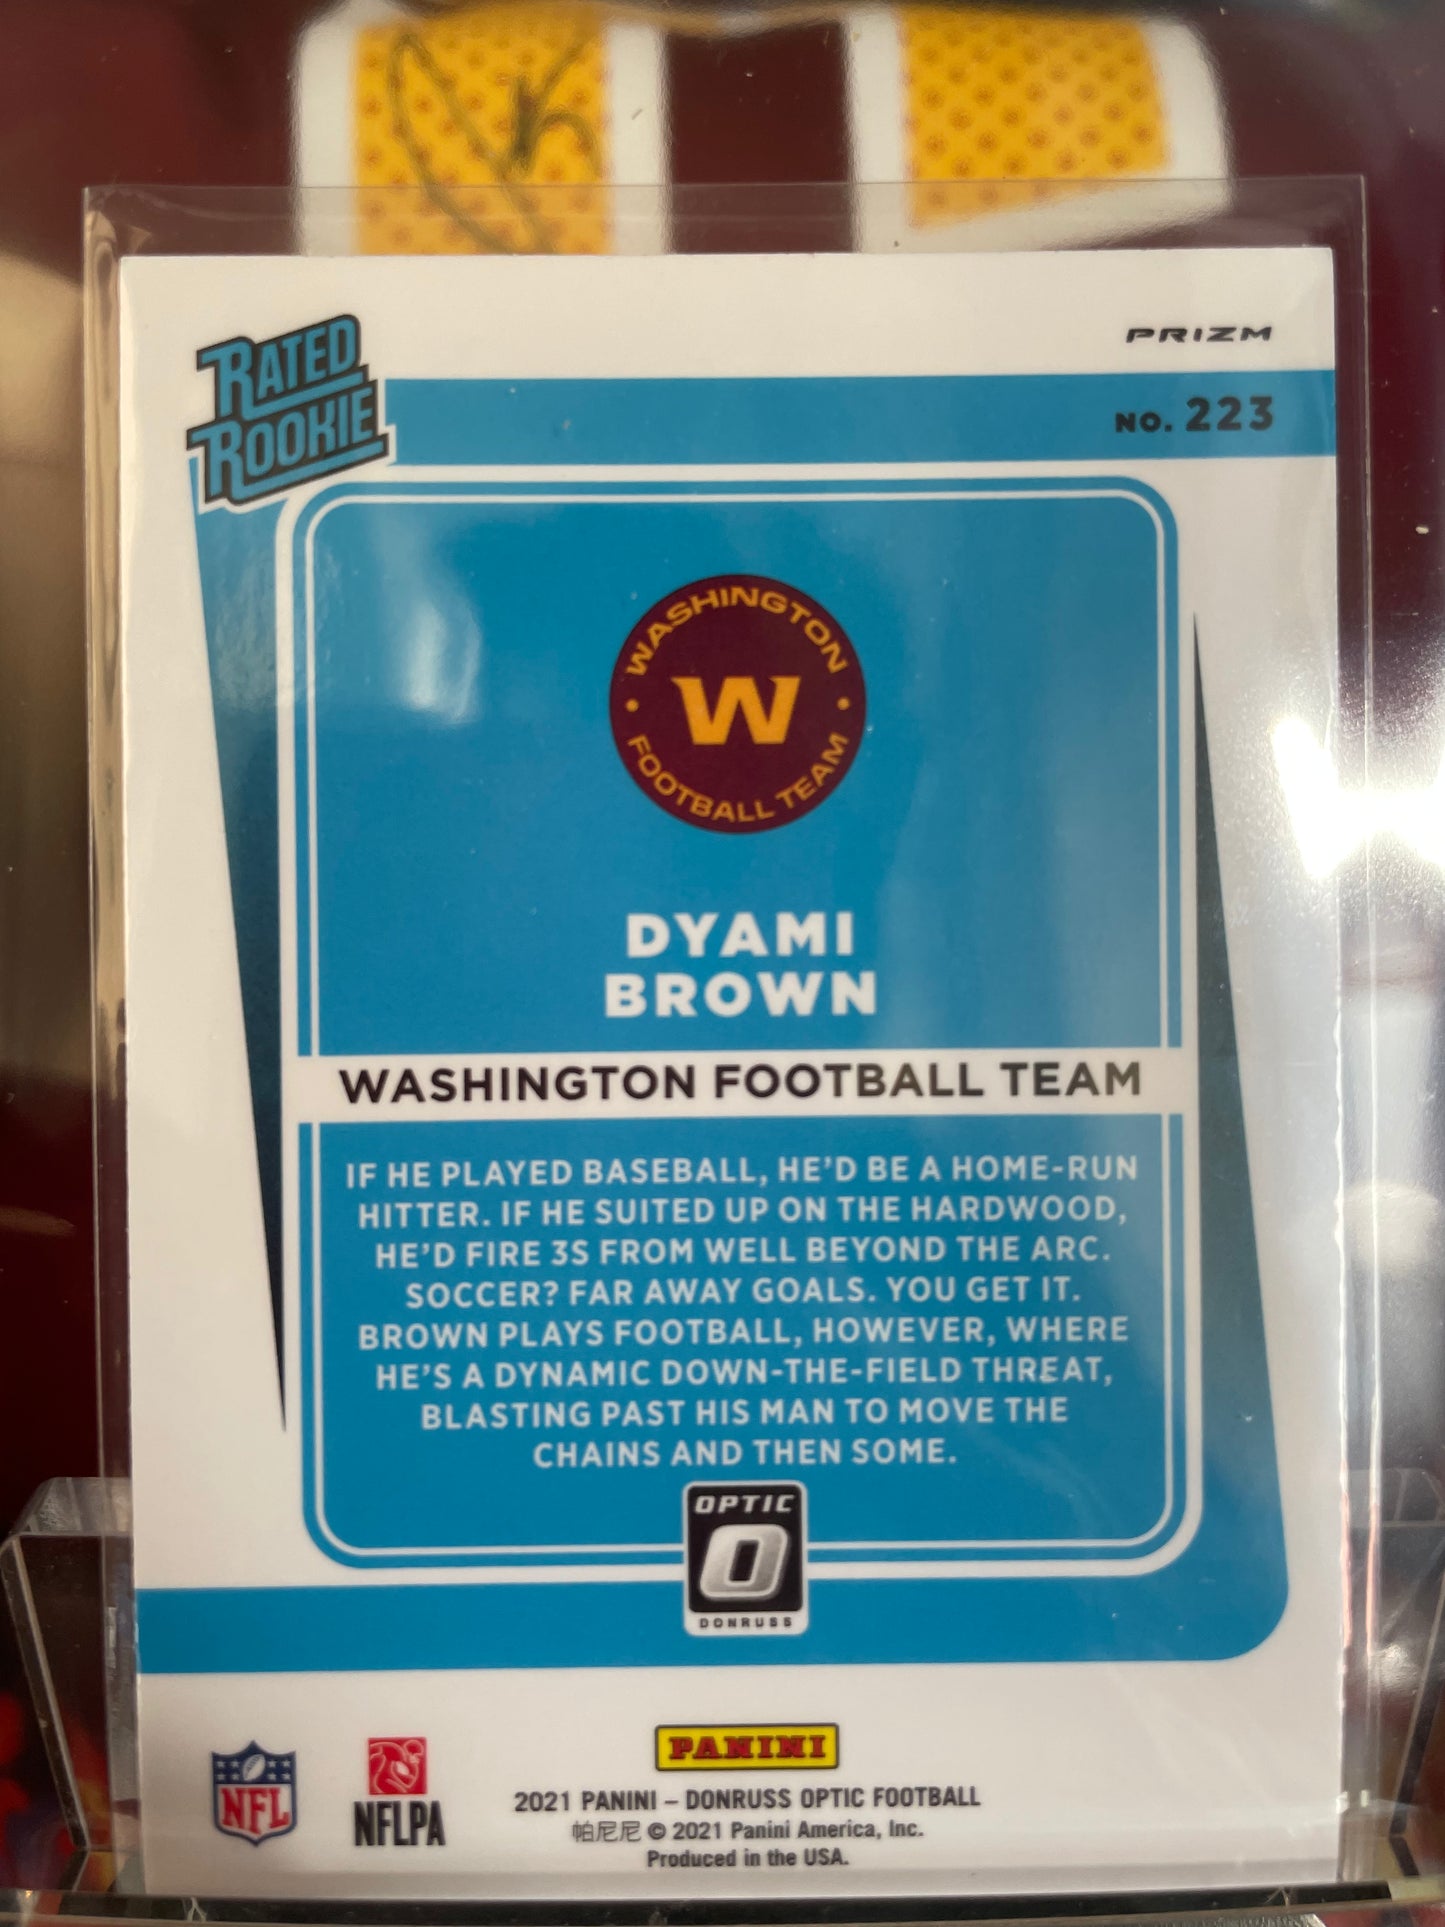 RATED
ROOKIE
PRIZM
NO. 223
WASHINGTON
W
FOOTBALL TEAM
DYAMI
BROWN
WASHINGTON FOOTBALL TEAM
IF HE PLAYED BASEBALL, HE'D BE A HOME-RUN
HITTER. IF HE SUITED UP ON THE HARDWOOD,
HE'D FIRE 3S FROM WELL BEYOND THE ARC.
SOCCER? FAR AWAY GOALS. YOU GET IT.
BROWN PLAYS FOOTBALL, HOWEVER, WHERE
HE'S A DYNAMIC DOWN-THE-FIELD THREAT,
BLASTING PAST HIS MAN TO MOVE THE
CHAINS AND THEN SOME.
OPTIC
O
DONRUSS
PANINI
NFL
NFLPA
2021 PANINI – DONRUSS OPTIC FOOTBALL
帕尼尼 © 2021 Panini America, Inc.
Produced in the USA.